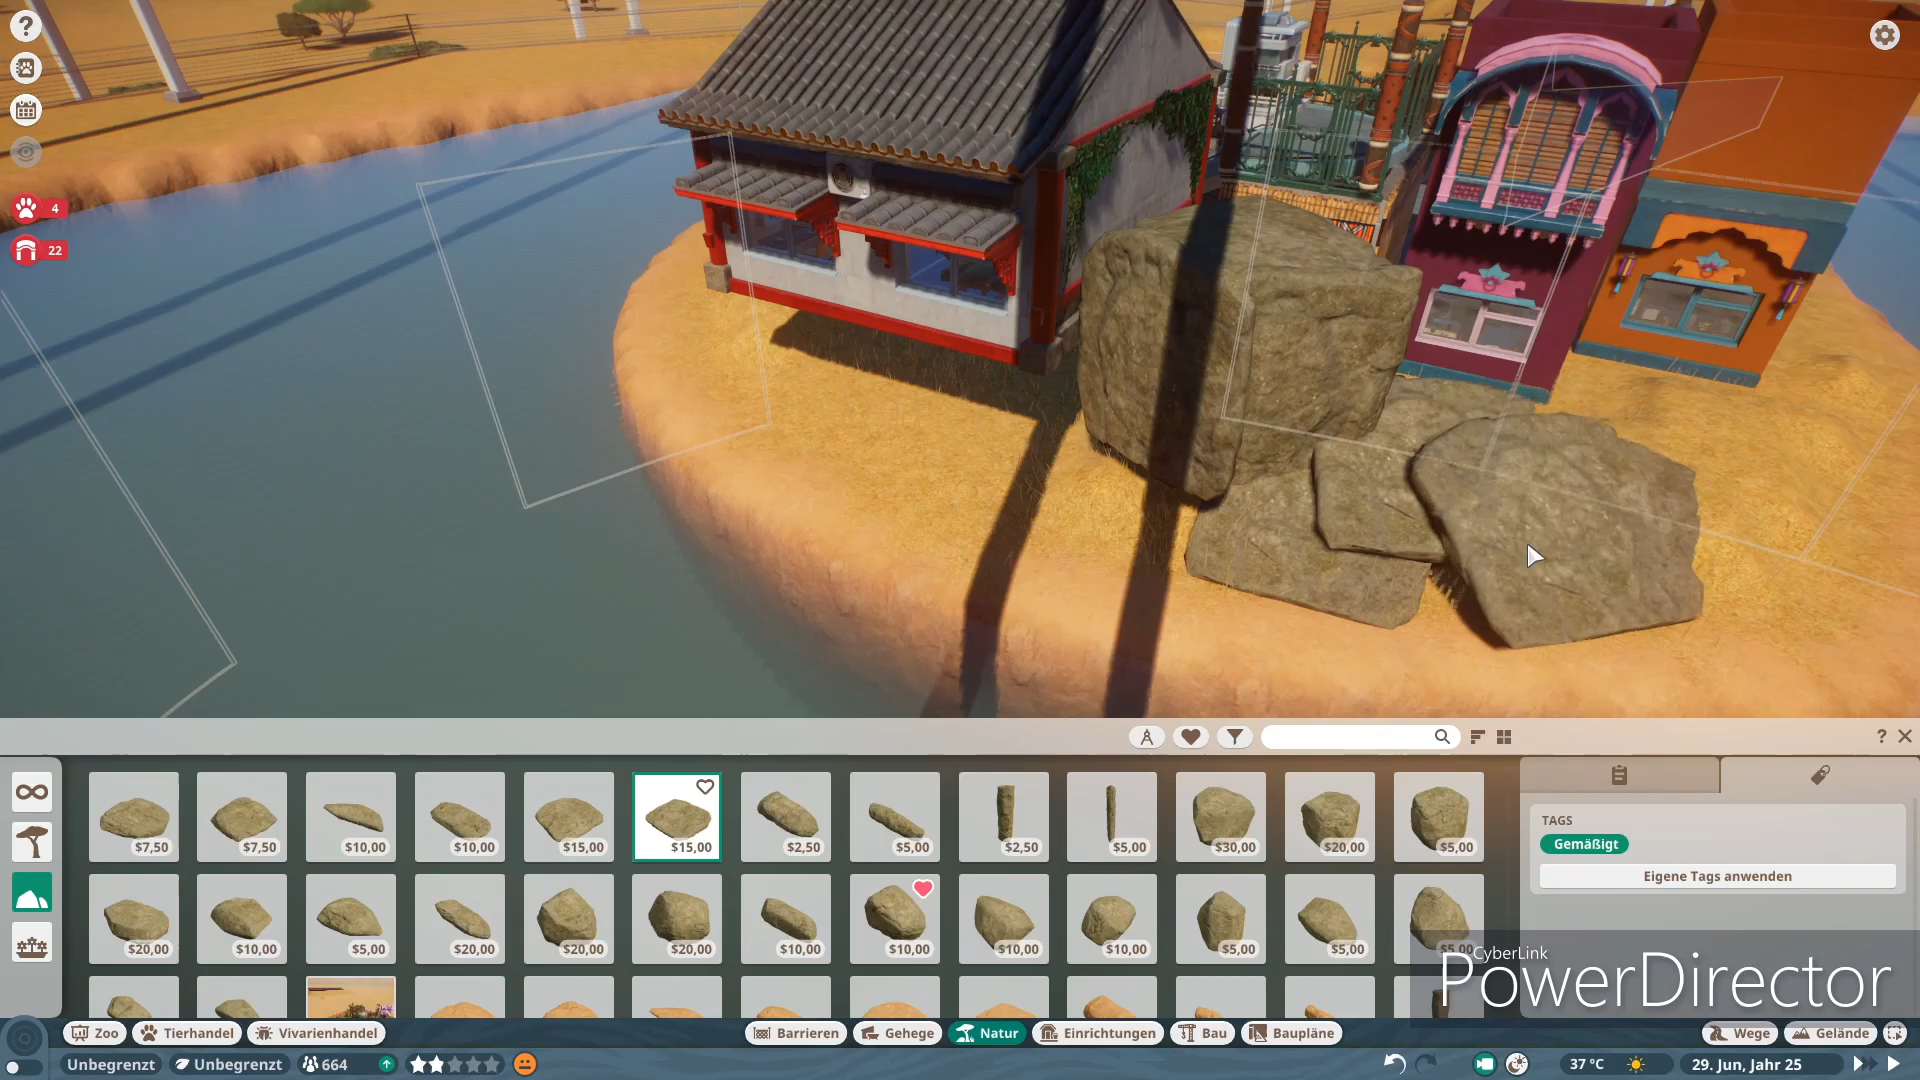 ?
4
22
? 
$7,50
$7,50
$10,00
$10,00
$15,00
$15,00
$2,50
$5,00
$2,50
$5,00
$30,00
$20,00
$5,00
TAGS
Gemäßigt
Eigene Tags anwenden
$20,00
$10,00
$5,00
$20,00
$20,00
$20,00
$10,00
$10,00
$10,00
$10,00
$5,00
$5,00
$5,00
CyberLink
PowerDirector
Zoo
Tierhandel
Vivarienhandel
Barrieren
Gehege
Natur
Einrichtungen
Bau
Baupläne
Wege
Gelände
Unbegrenzt
Unbegrenzt
664
37 °C
29. Jun, Jahr 25